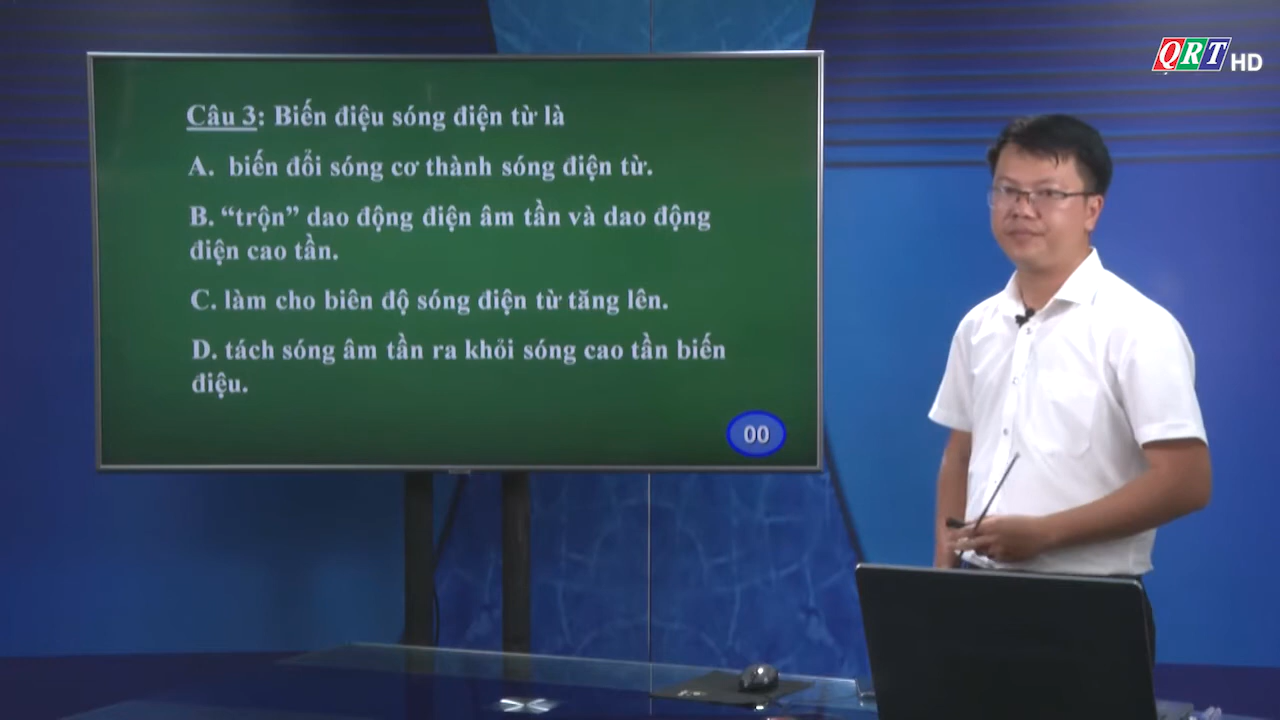 QRT HD
Câu 3: Biến điệu sóng điện từ là
A. biến đổi sóng cơ thành sóng điện từ.
B. “trộn” dao động điện âm tần và dao động
điện cao tần.
C. làm cho biên độ sóng điện từ tăng lên.
D. tách sóng âm tần ra khỏi sóng cao tần biến
điệu.
00